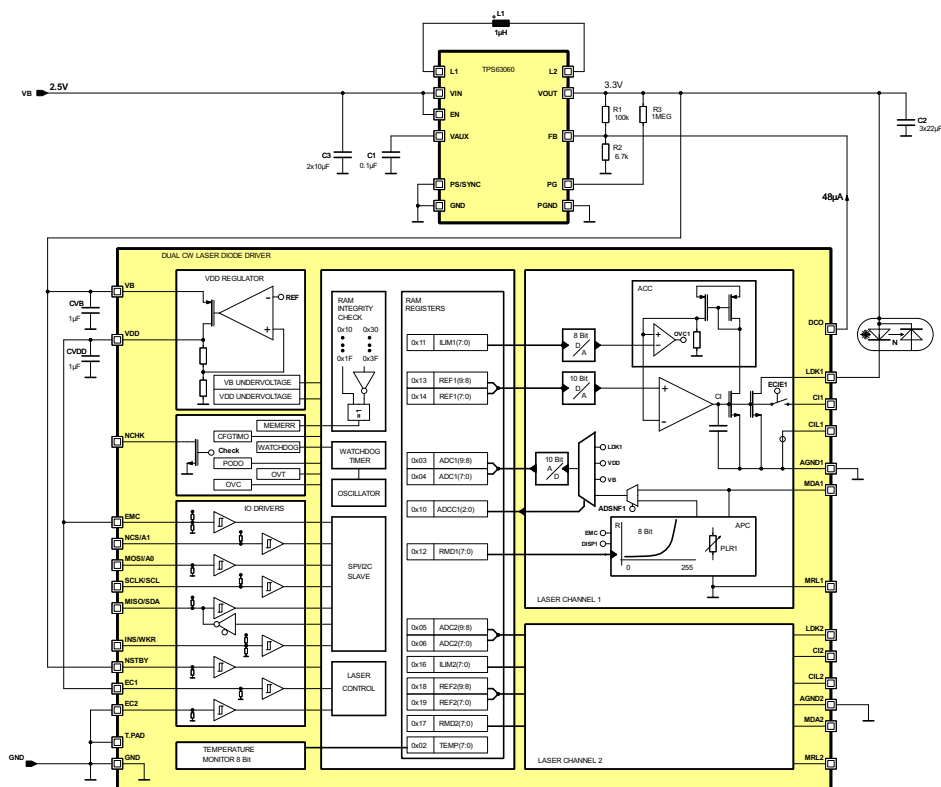 L1
1µH
TPS63060
L1
L2
VB
2.5V
VIN
VOUT
3.3V
EN
R1
100k
R3
1MEG
C2
3x22µF
VAUX
FB
C3
2x10µF
C1
0.1µF
R2
6.7k
PS/SYNC
PG
48µA
GND
PGND
DUAL CW LASER DIODE DRIVER
VB
CVB
1µF
VDD
CVDD
1µF
VDD REGULATOR
REF
VB UNDERVOLTAGE
VDD UNDERVOLTAGE
MEMERR
NCHK
Check
CFGTIMO
WATCHDOG
PODO
OVT
OVC
RAM
INTEGRITY
CHECK
0x10
0x30
0x1F
0x3F
=1
WATCHDOG
TIMER
OSCILLATOR
RAM
REGISTERS
0x11
ILIM1(7:0)
0x13
REF1(9:8)
0x14
REF1(7:0)
0x03
ADC1(9:8)
0x04
ADC1(7:0)
0x10
ADCC1(2:0)
0x12
RMD1(7:0)
0x05
ADC2(9:8)
0x06
ADC2(7:0)
0x16
ILIM2(7:0)
0x18
REF2(9:8)
0x19
REF2(7:0)
0x17
RMD2(7:0)
0x02
TEMP(7:0)
ACC
OVC1
8 Bit
D
A
10 Bit
D
A
10 Bit
A
D
CI
ECIE1
LDK1
VDD
VB
ADSNF1
EMC
DISP1
R
8 Bit
0
255
APC
PLR1
LASER CHANNEL 1
DCO
N
LDK1
CI1
CIL1
AGND1
MDA1
MRL1
EMC
NCS/A1
MOSI/A0
SCLK/SCL
MISO/SDA
INS/WKR
NSTBY
EC1
EC2
T.PAD
GND
GND
IO DRIVERS
SPI/I2C
SLAVE
LASER
CONTROL
TEMPERATURE
MONITOR 8 Bit
LDK2
CI2
CIL2
AGND2
MDA2
MRL2
LASER CHANNEL 2